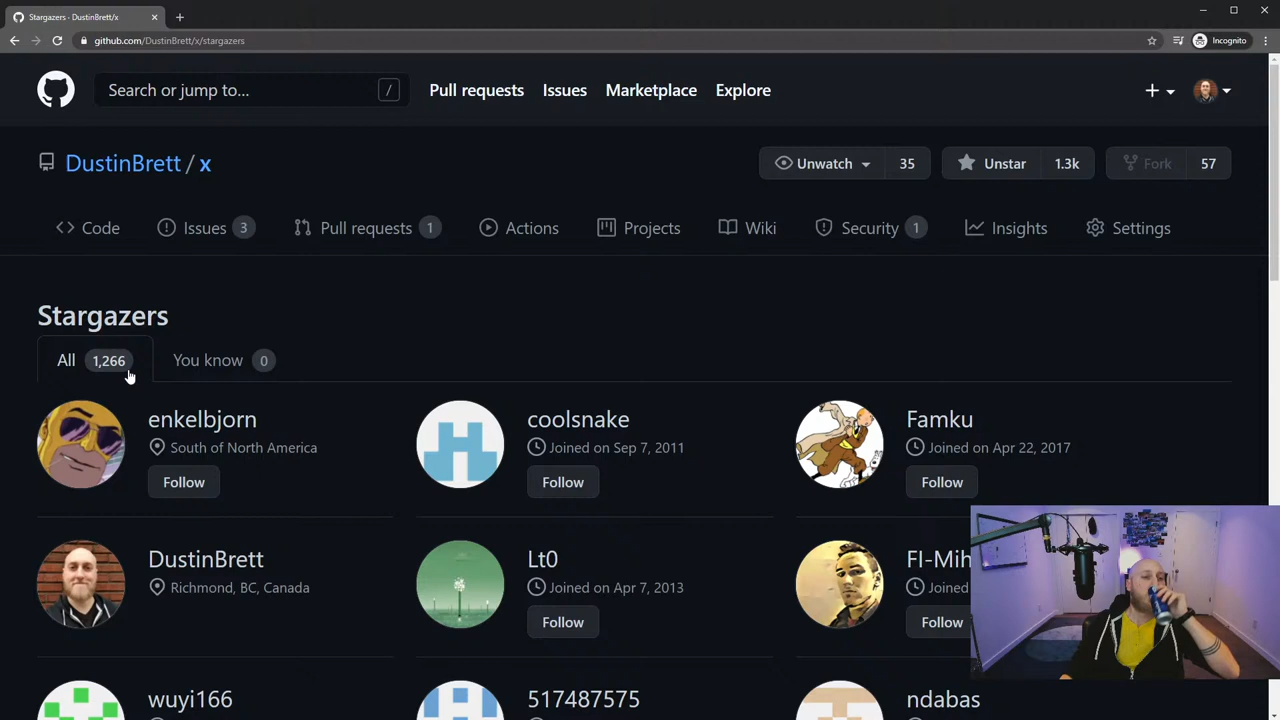 Stargazers · DustinBrett/x
github.com/DustinBrett/x/stargazers
Incognito
Search or jump to... /
Pull requests
Issues
Marketplace
Explore
DustinBrett / x
Unwatch 35
Unstar 1.3k
Fork 57
Code
Issues 3
Pull requests 1
Actions
Projects
Wiki
Security 1
Insights
Settings
Stargazers
All 1,266
You know 0
enkelbjorn
South of North America
Follow
coolsnake
Joined on Sep 7, 2011
Follow
Famku
Joined on Apr 22, 2017
Follow
DustinBrett
Richmond, BC, Canada
Lt0
Joined on Apr 7, 2013
Follow
Joined
Follow
wuyi166
517487575
ndabas